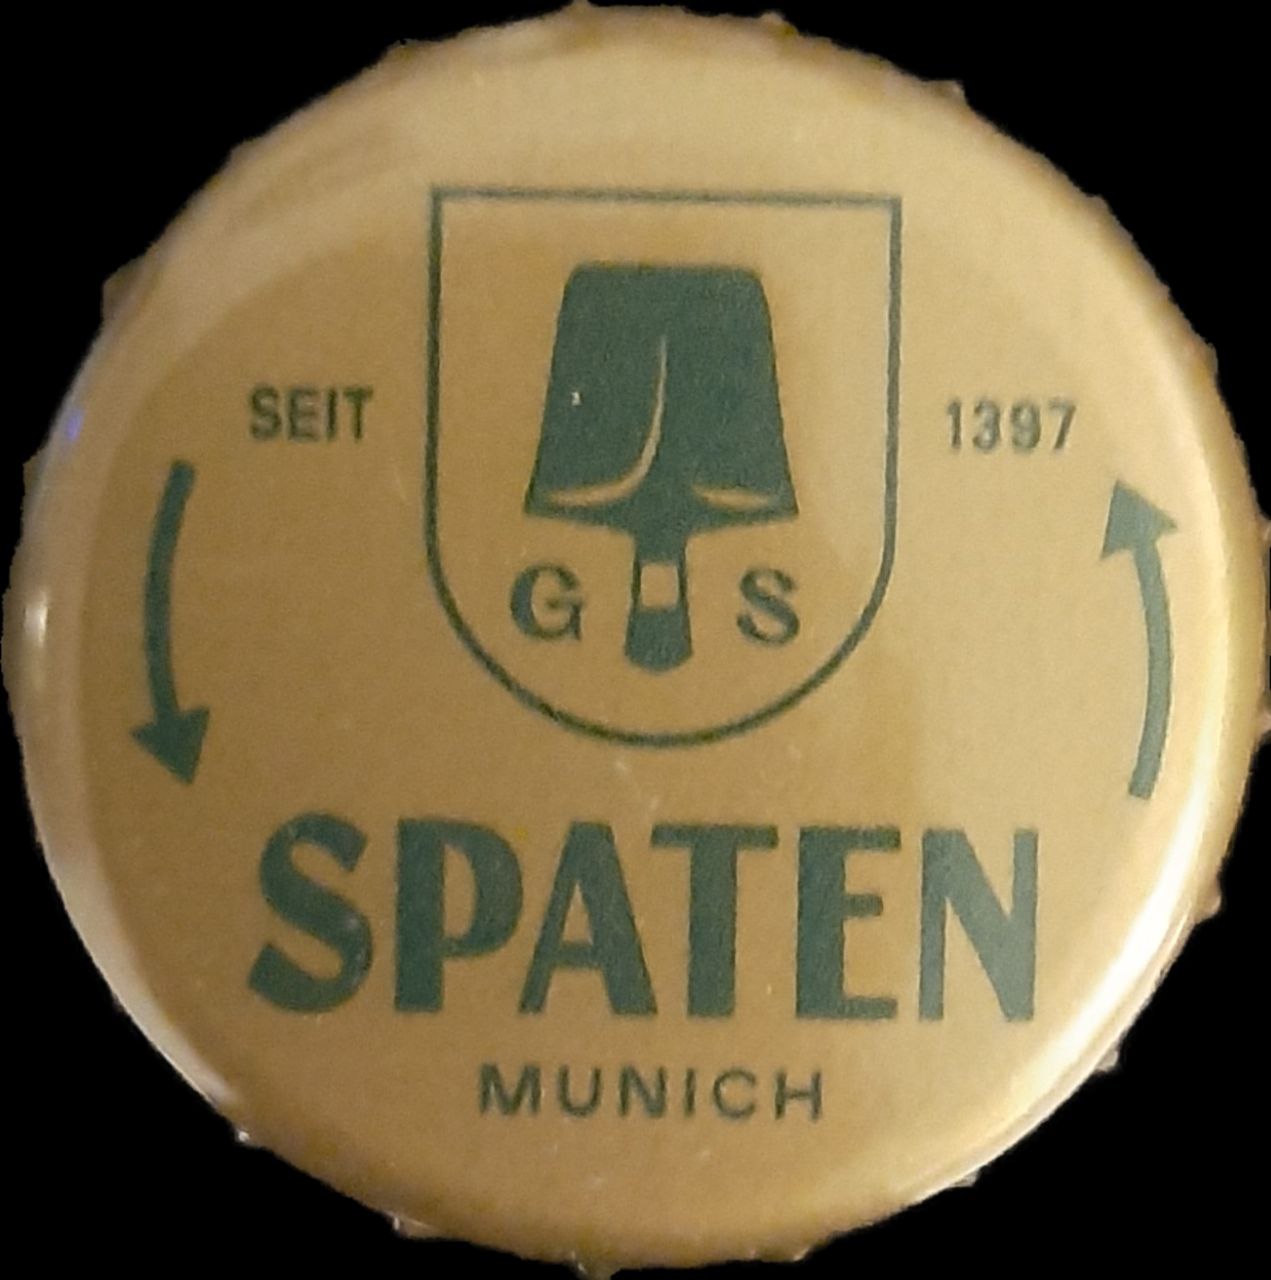 SEIT 1397
G S
SPATEN
MUNICH